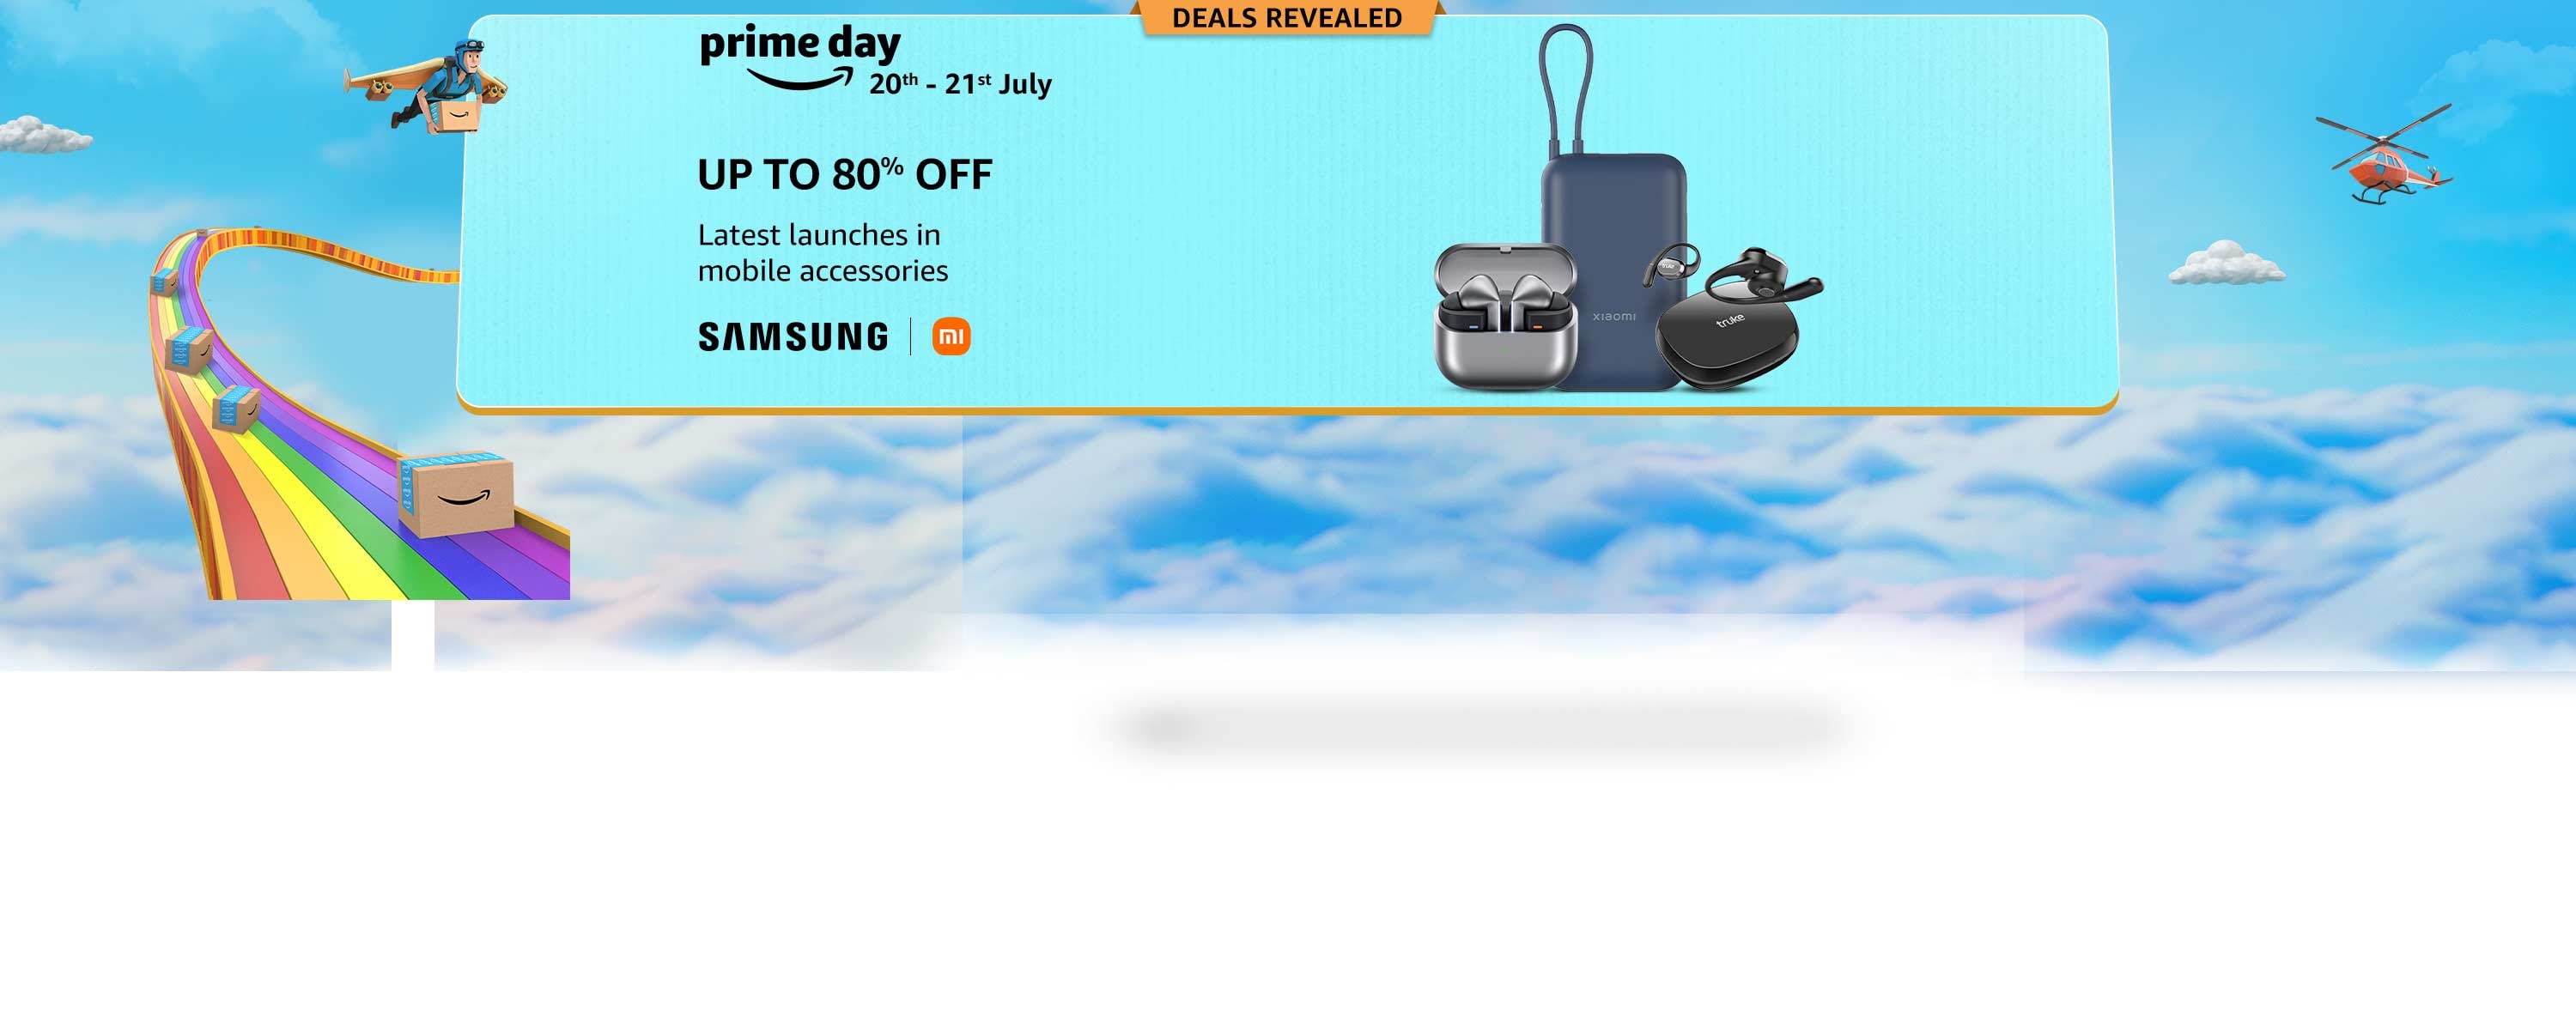 DEALS REVEALED
prime day
20th - 21st July
UP TO 80% OFF
Latest launches in
mobile accessories
SAMSUNG
mi
xiaomi
truke
truke